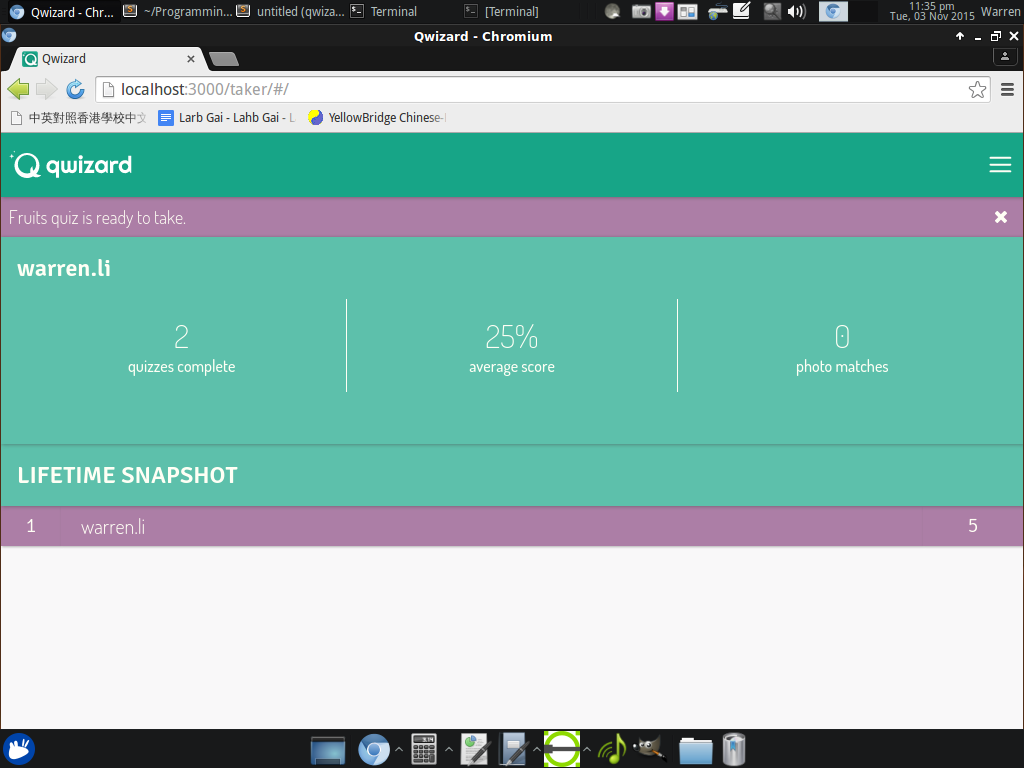 Qwizard - Chr...
~/Programmin...
untitled (qwiza...
Terminal
[Terminal]
11:35 pm
Tue, 03 Nov 2015
Warren
Qwizard - Chromium
Qwizard
localhost:3000/taker/#/
中英對照香港學校中文
Larb Gai - Lahb Gai - L
YellowBridge Chinese-
qwizard
Fruits quiz is ready to take.
warren.li
2
quizzes complete
25%
average score
0
photo matches
LIFETIME SNAPSHOT
1 warren.li 5
3.14